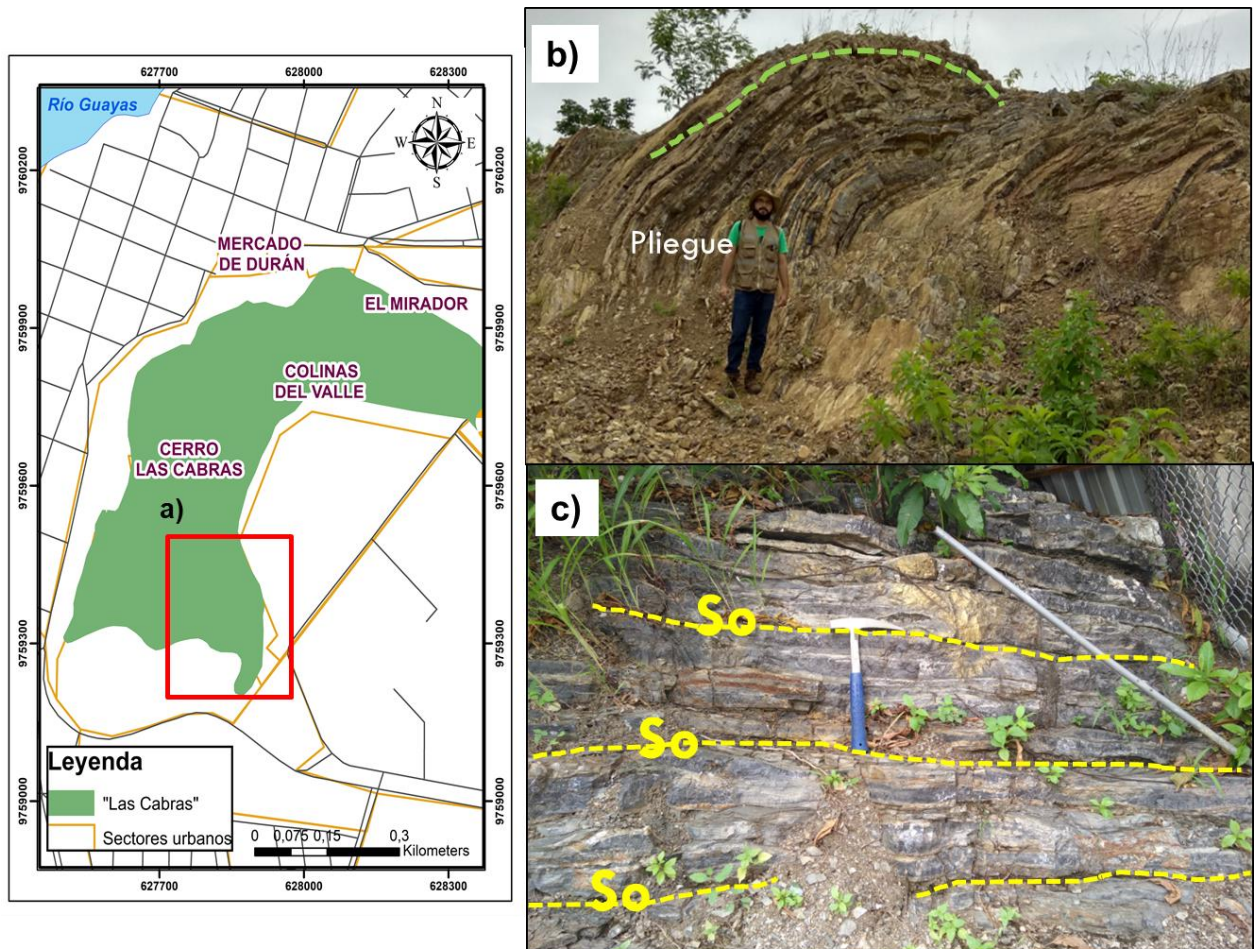 627700 628000 628300
Río Guayas
N
W E
S
9760200 9760200
MERCADO
DE DURÁN
EL MIRADOR
9759900 9759900
COLINAS
DEL VALLE
CERRO
LAS CABRAS
9759600 9759600
a)
9759300 9759300
Leyenda
"Las Cabras"
Sectores urbanos
0 0,075 0,15 0,3
Kilometers
9759000 9759000
627700 628000 628300
b)
Pliegue
c)
So
So
So